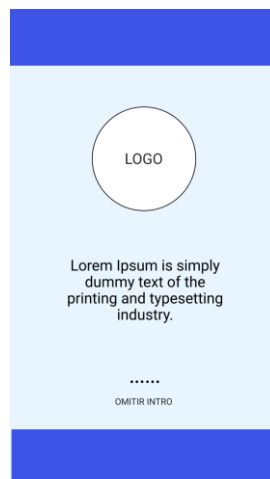 LOGO
Lorem Ipsum is simply
dummy text of the
printing and typesetting
industry.
......
OMITIR INTRO